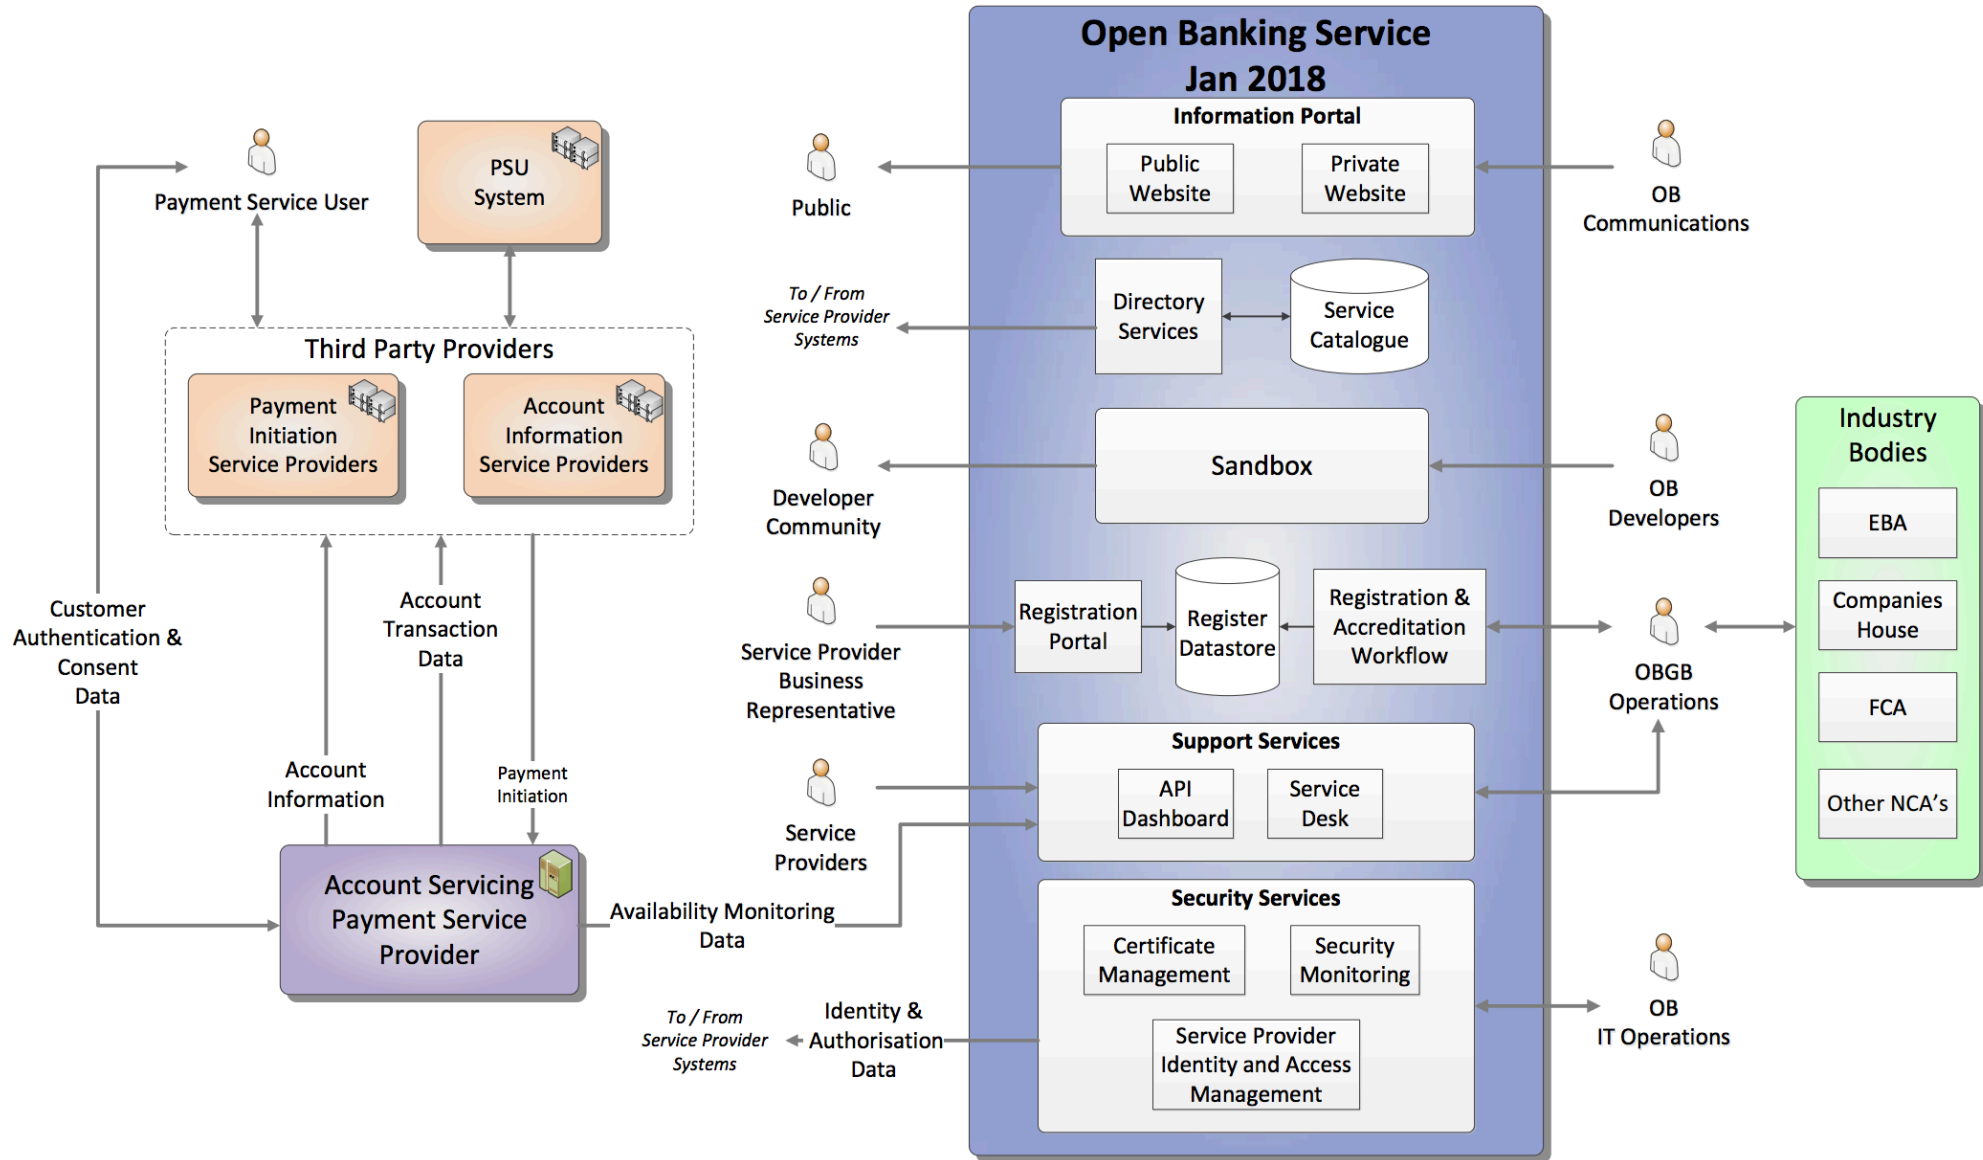 Open Banking Service
Jan 2018
Payment Service User
PSU
System
Third Party Providers
Payment
Initiation
Service Providers
Account
Information
Service Providers
Customer
Authentication &
Consent
Data
Account
Transaction
Data
Account
Information
Payment
Initiation
Account Servicing
Payment Service
Provider
Availability Monitoring
Data
Public
To / From
Service Provider
Systems
Developer
Community
Service Provider
Business
Representative
Service
Providers
To / From
Service Provider
Systems
Identity &
Authorisation
Data
Information Portal
Public
Website
Private
Website
Directory
Services
Service
Catalogue
Sandbox
Registration
Portal
Register
Datastore
Registration &
Accreditation
Workflow
Support Services
API
Dashboard
Service
Desk
Security Services
Certificate
Management
Security
Monitoring
Service Provider
Identity and Access
Management
OB
Communications
OB
Developers
OBGB
Operations
OB
IT Operations
Industry
Bodies
EBA
Companies
House
FCA
Other NCA's